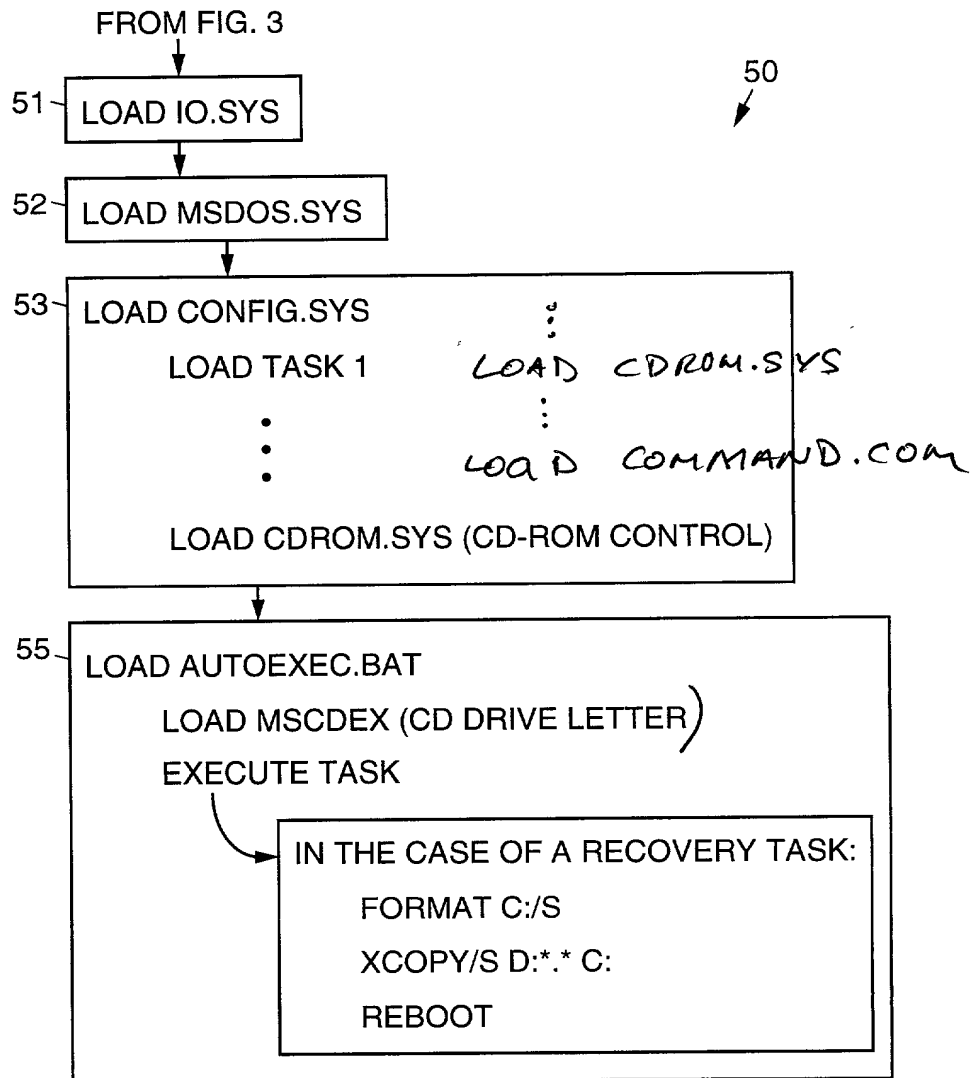 FROM FIG. 3
50
51
LOAD IO.SYS
52
LOAD MSDOS.SYS
53
LOAD CONFIG.SYS
LOAD TASK 1 LOAD CDROM.SYS
LOAD COMMAND.COM
LOAD CDROM.SYS (CD-ROM CONTROL)
55
LOAD AUTOEXEC.BAT
LOAD MSCDEX (CD DRIVE LETTER)
EXECUTE TASK
IN THE CASE OF A RECOVERY TASK:
FORMAT C:/S
XCOPY/S D:*.* C:
REBOOT